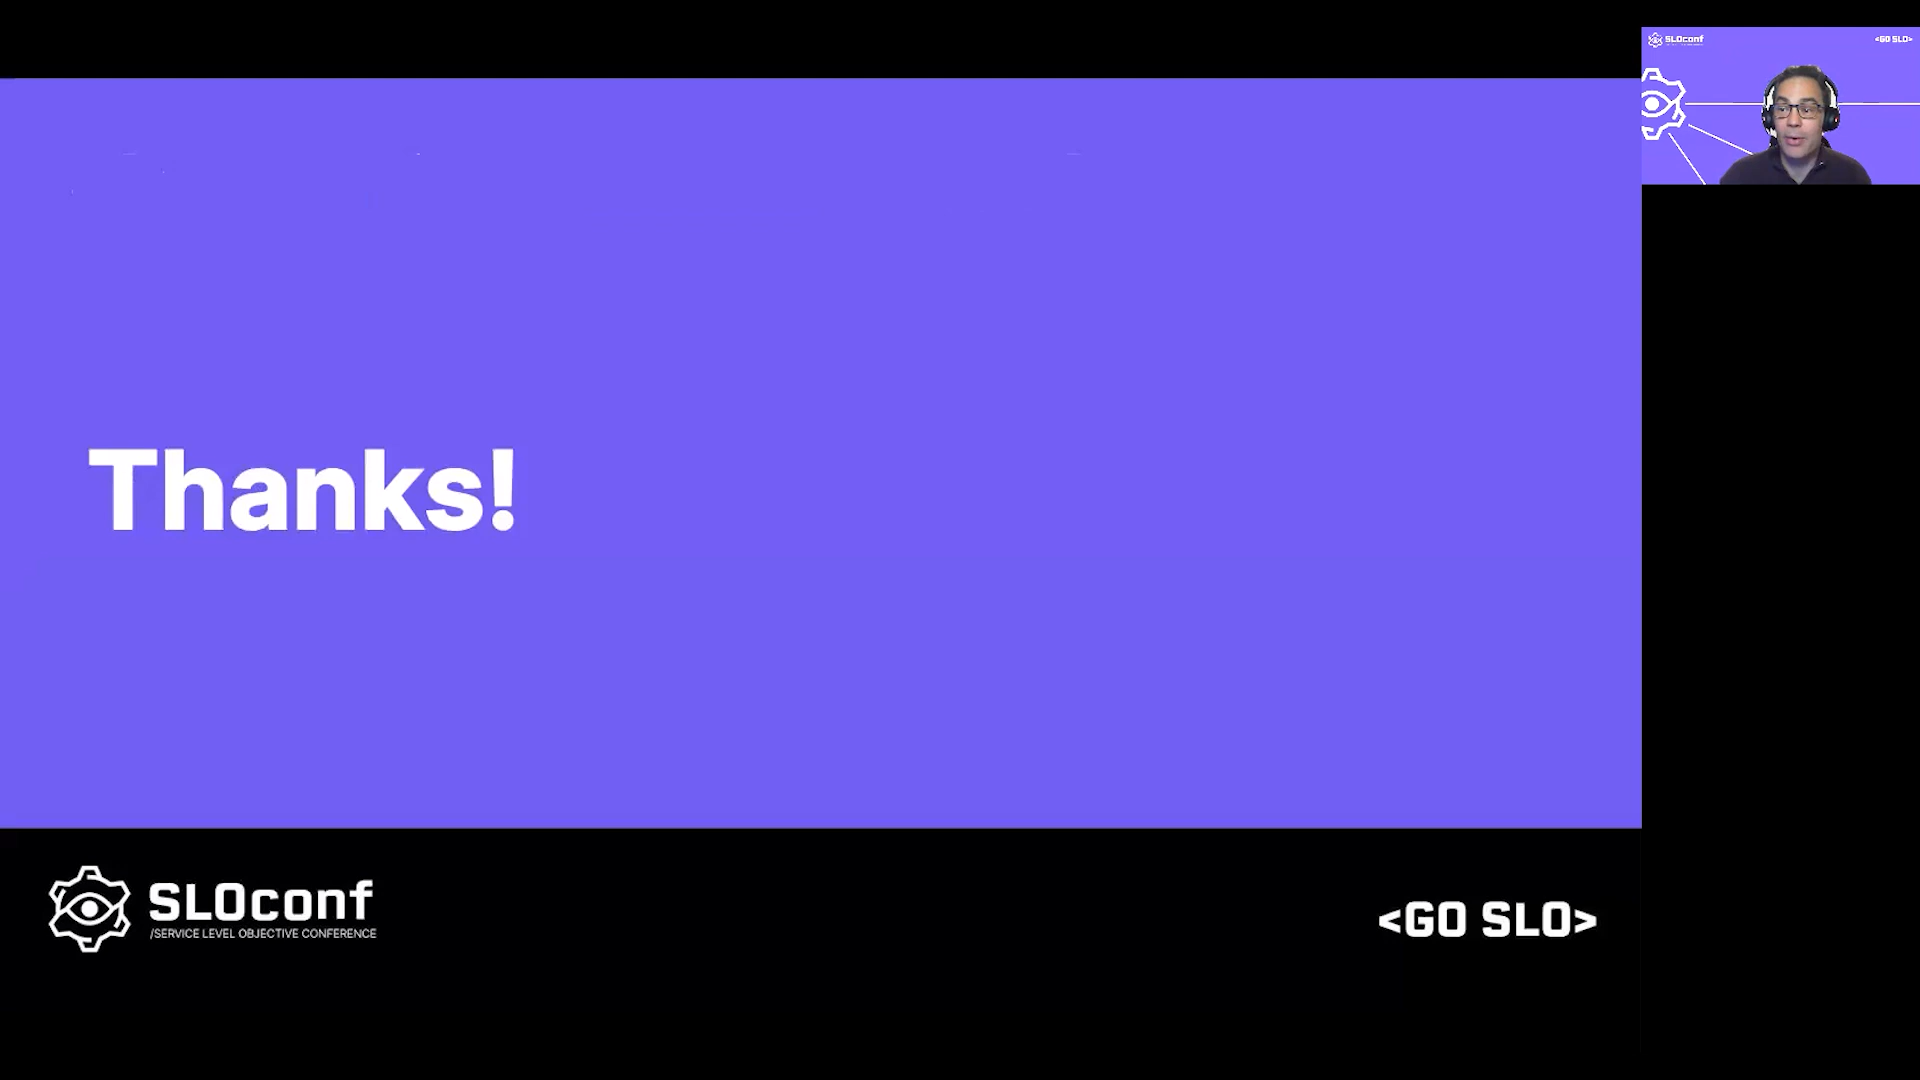 SLOconf
<GO SLO>
Thanks!
SLOconf
/SERVICE LEVEL OBJECTIVE CONFERENCE
<GO SLO>